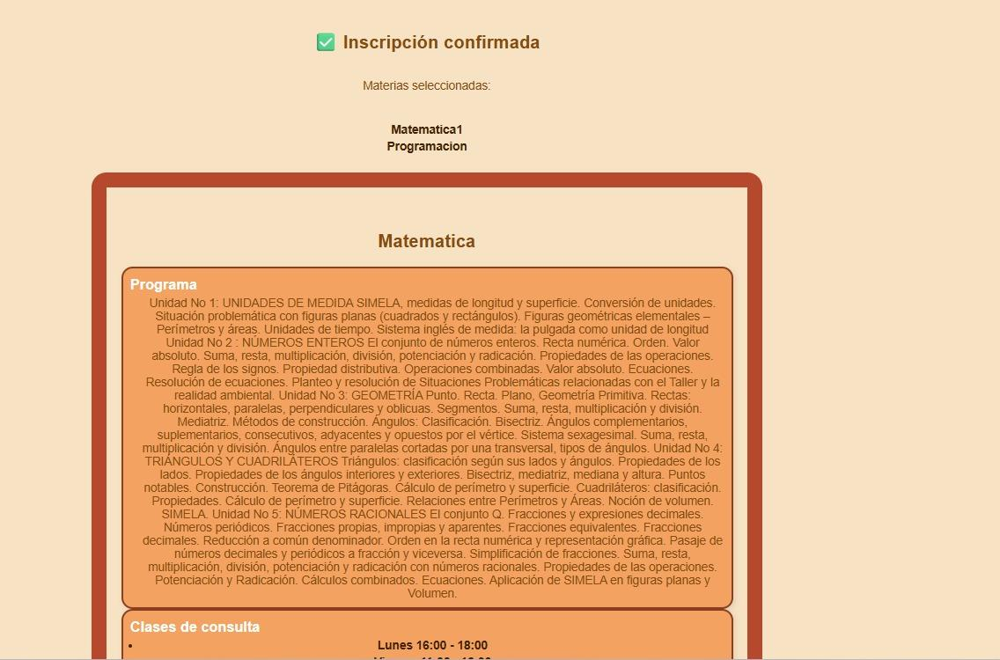 ✅ Inscripción confirmada
Materias seleccionadas:
Matematica1
Programacion
Matematica
Programa
Unidad No 1: UNIDADES DE MEDIDA SIMELA, medidas de longitud y superficie. Conversión de unidades.
Situación problemática con figuras planas (cuadrados y rectángulos). Figuras geométricas elementales –
Perímetros y áreas. Unidades de tiempo. Sistema inglés de medida: la pulgada como unidad de longitud
Unidad No 2 : NÚMEROS ENTEROS El conjunto de números enteros. Recta numérica. Orden. Valor
absoluto. Suma, resta, multiplicación, división, potenciación y radicación. Propiedades de las operaciones.
Regla de los signos. Propiedad distributiva. Operaciones combinadas. Valor absoluto. Ecuaciones.
Resolución de ecuaciones. Planteo y resolución de Situaciones Problemáticas relacionadas con el Taller y la
realidad ambiental. Unidad No 3: GEOMETRÍA Punto. Recta. Plano, Geometría Primitiva. Rectas:
horizontales, paralelas, perpendiculares y oblicuas. Segmentos. Suma, resta, multiplicación y división.
Mediatriz. Métodos de construcción. Ángulos: Clasificación. Bisectriz. Ángulos complementarios,
suplementarios, consecutivos, adyacentes y opuestos por el vértice. Sistema sexagesimal. Suma, resta,
multiplicación y división. Ángulos entre paralelas cortadas por una transversal, tipos de ángulos. Unidad No 4:
TRIÁNGULOS Y CUADRILÁTEROS Triángulos: clasificación según sus lados y ángulos. Propiedades de los
lados. Propiedades de los ángulos interiores y exteriores. Bisectriz, mediatriz, mediana y altura. Puntos
notables. Construcción. Teorema de Pitágoras. Cálculo de perímetro y superficie. Cuadriláteros: clasificación.
Propiedades. Cálculo de perímetro y superficie. Relaciones entre Perímetros y Áreas. Noción de volumen.
SIMELA. Unidad No 5: NÚMEROS RACIONALES El conjunto Q. Fracciones y expresiones decimales.
Números periódicos. Fracciones propias, impropias y aparentes. Fracciones equivalentes. Fracciones
decimales. Reducción a común denominador. Orden en la recta numérica y representación gráfica. Pasaje de
números decimales y periódicos a fracción y viceversa. Simplificación de fracciones. Suma, resta,
multiplicación, división, potenciación y radicación con números racionales. Propiedades de las operaciones.
Potenciación y Radicación. Cálculos combinados. Ecuaciones. Aplicación de SIMELA en figuras planas y
Volumen.
Clases de consulta
• Lunes 16:00 - 18:00